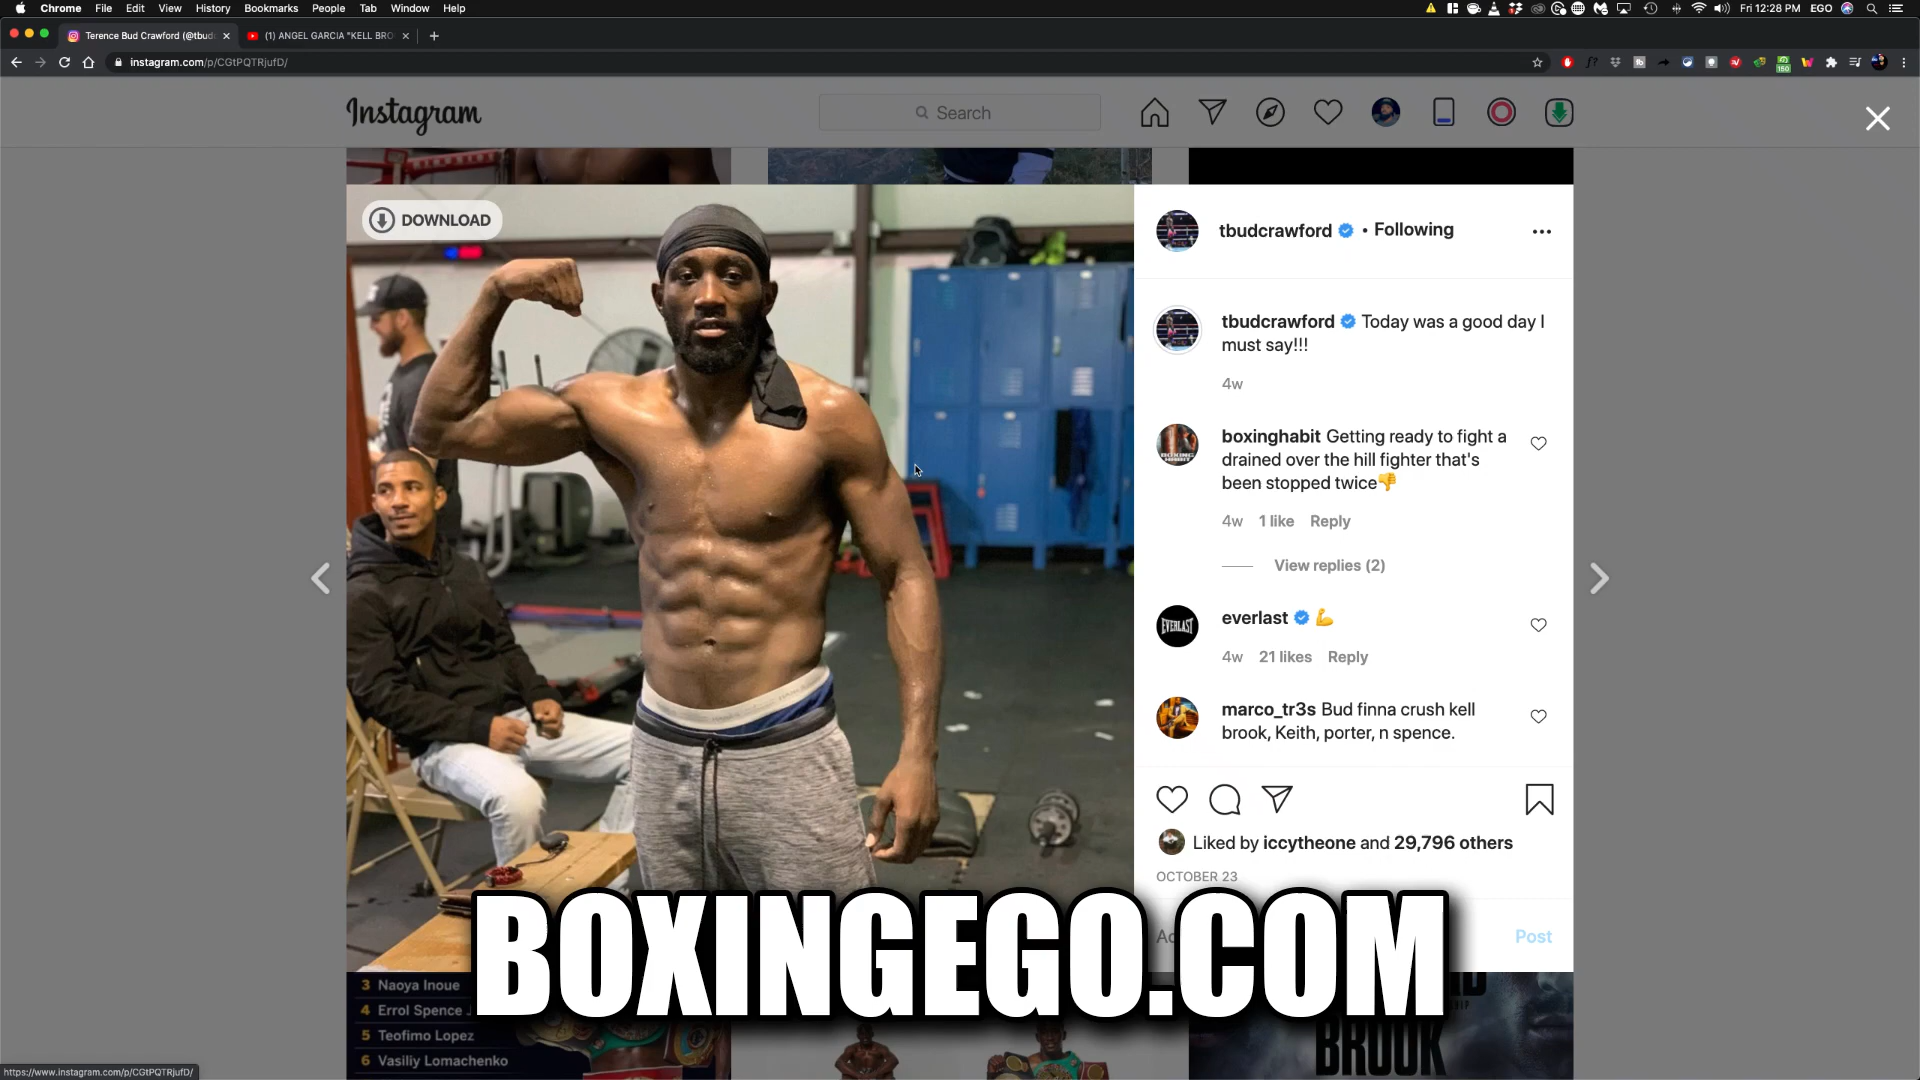 Chrome File Edit View History Bookmarks People Tab Window Help
Fri 12:28 PM EGO
Terence Bud Crawford (@tbud
(1) ANGEL GARCIA "KELL BRO
instagram.com/p/CGtPQTRjufD/
150
Instagram
Search
DOWNLOAD
tbudcrawford • Following
tbudcrawford Today was a good day I
must say!!!
4w
boxinghabit Getting ready to fight a
drained over the hill fighter that's
been stopped twice👎
4w 1 like Reply
View replies (2)
EVERLAST
everlast 💪
4w 21 likes Reply
marco_tr3s Bud finna crush kell
brook, Keith, porter, n spence.
Liked by iccytheone and 29,796 others
OCTOBER 23
Post
BOXINGEGO.COM
3 Naoya Inoue
4 Errol Spence
5 Teofimo Lopez
6 Vasiliy Lomachenko
BROOK
https://www.instagram.com/p/CGtPQTRjufD/